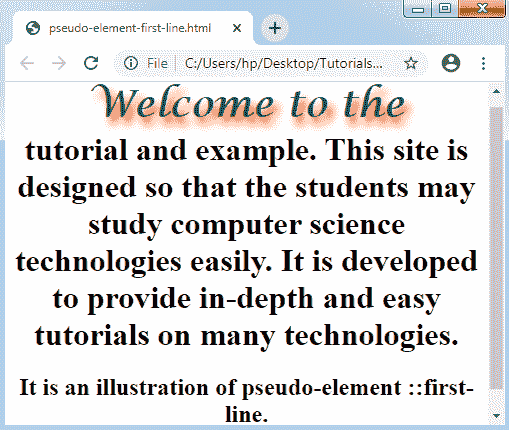 pseudo-element-first-line.html
File
C:/Users/hp/Desktop/Tutorials...
Welcome to the
tutorial and example. This site is
designed so that the students may
study computer science
technologies easily. It is developed
to provide in-depth and easy
tutorials on many technologies.
It is an illustration of pseudo-element ::first-
line.